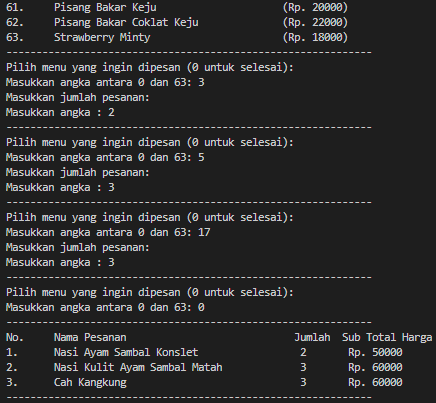 61.     Pisang Bakar Keju                     (Rp. 20000)
62.     Pisang Bakar Coklat Keju              (Rp. 22000)
63.     Strawberry Minty                      (Rp. 18000)
-------------------------------------------------------------
Pilih menu yang ingin dipesan (0 untuk selesai):
Masukkan angka antara 0 dan 63: 3
Masukkan jumlah pesanan:
Masukkan angka : 2
-------------------------------------------------------------
Pilih menu yang ingin dipesan (0 untuk selesai):
Masukkan angka antara 0 dan 63: 5
Masukkan jumlah pesanan:
Masukkan angka : 3
-------------------------------------------------------------
Pilih menu yang ingin dipesan (0 untuk selesai):
Masukkan angka antara 0 dan 63: 17
Masukkan jumlah pesanan:
Masukkan angka : 3
-------------------------------------------------------------
Pilih menu yang ingin dipesan (0 untuk selesai):
Masukkan angka antara 0 dan 63: 0
-------------------------------------------------------------
No.     Nama Pesanan                            Jumlah  Sub Total Harga
1.      Nasi Ayam Sambal Konslet                 2       Rp. 50000
2.      Nasi Kulit Ayam Sambal Matah             3       Rp. 60000
3.      Cah Kangkung                             3       Rp. 60000
-------------------------------------------------------------